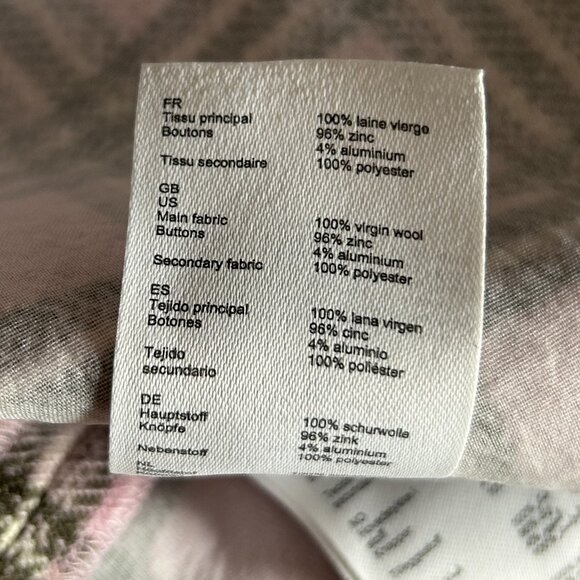 FR
Tissu principal 100% laine vierge
Boutons 96% zinc
4% aluminium
Tissu secondaire 100% polyester
GB
US
Main fabric 100% virgin wool
Buttons 96% zinc
4% aluminium
Secondary fabric 100% polyester
ES
Tejido principal 100% lana virgen
Botones 96% cinc
4% aluminio
Tejido 100% poliéster
secundario
DE
Hauptstoff 100% schurwolle
Knöpfe 96% zink
4% aluminium
Nebenstoff 100% polyester
NL